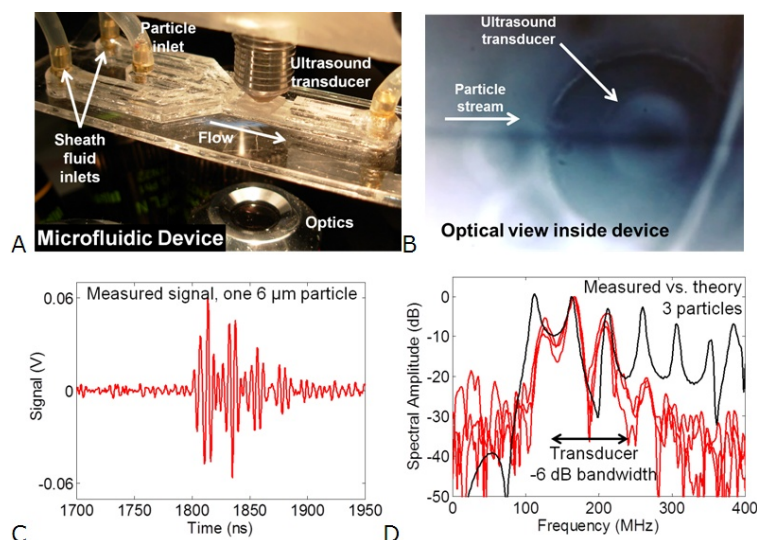 Particle
inlet
Ultrasound
transducer
Sheath
fluid
inlets
Flow
Optics
A
Microfluidic Device
Ultrasound
transducer
Particle
stream
B
Optical view inside device
Measured signal, one 6 μm particle
0.06
0
-0.06
Signal (V)
1700
1750
1800
1850
1900
1950
Time (ns)
C
Measured vs. theory
3 particles
10
0
-10
-20
-30
-40
-50
Spectral Amplitude (dB)
Transducer
-6 dB bandwidth
0
100
200
300
400
Frequency (MHz)
D